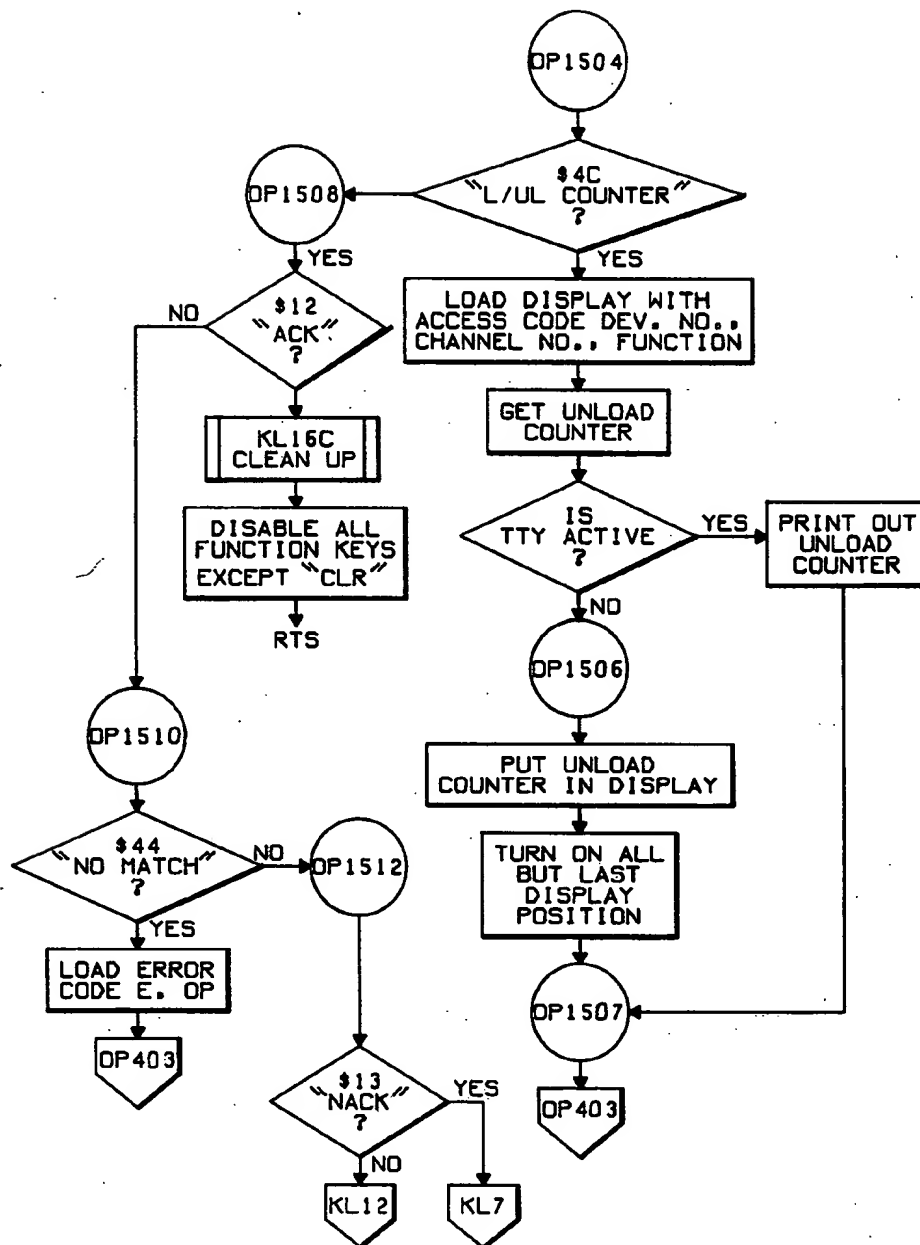 OP1504
$4C
"L/UL COUNTER"
?
OP1508
YES
YES
$12
"ACK"
?
NO
LOAD DISPLAY WITH
ACCESS CODE DEV. NO.,
CHANNEL NO., FUNCTION
GET UNLOAD
COUNTER
KL16C
CLEAN UP
IS
TTY ACTIVE
?
YES
PRINT OUT
UNLOAD
COUNTER
DISABLE ALL
FUNCTION KEYS
EXCEPT "CLR"
NO
RTS
OP1506
OP1510
PUT UNLOAD
COUNTER IN DISPLAY
$44
"NO MATCH"
?
NO
OP1512
TURN ON ALL
BUT LAST
DISPLAY
POSITION
YES
LOAD ERROR
CODE E. OP
OP1507
OP403
$13
"NACK"
?
YES
OP403
NO
KL12
KL7